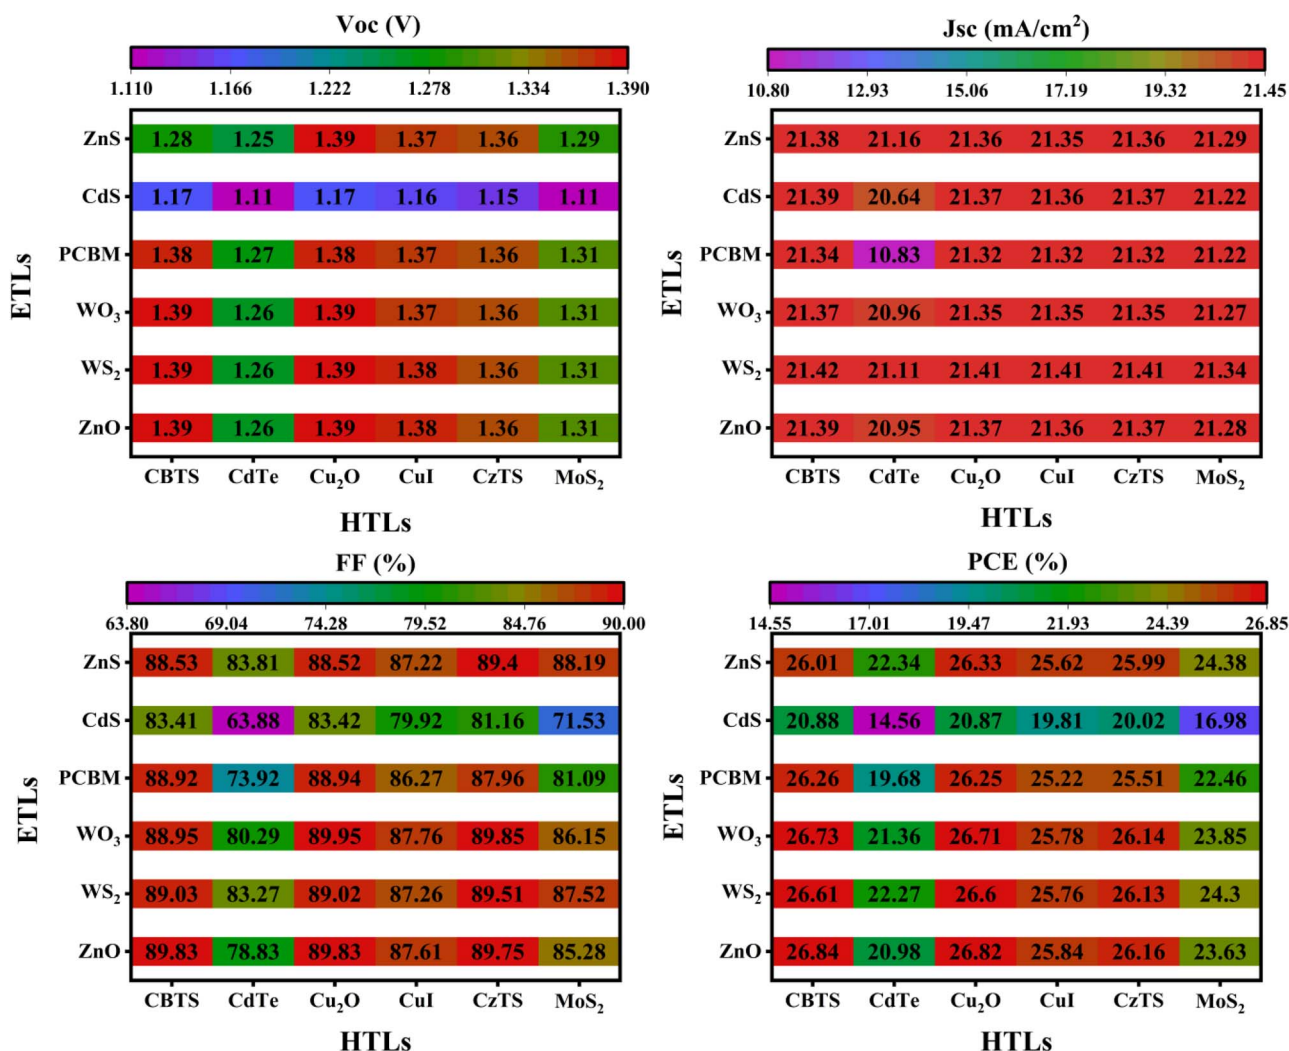 Voc (V)
1.110 1.166 1.222 1.278 1.334 1.390
ETLs
ZnS 1.28 1.25 1.39 1.37 1.36 1.29
CdS 1.17 1.11 1.17 1.16 1.15 1.11
PCBM 1.38 1.27 1.38 1.37 1.36 1.31
WO₃ 1.39 1.26 1.39 1.37 1.36 1.31
WS₂ 1.39 1.26 1.39 1.38 1.36 1.31
ZnO 1.39 1.26 1.39 1.38 1.36 1.31
CBTS CdTe Cu₂O CuI CzTS MoS₂
HTLs
Jsc (mA/cm²)
10.80 12.93 15.06 17.19 19.32 21.45
ETLs
ZnS 21.38 21.16 21.36 21.35 21.36 21.29
CdS 21.39 20.64 21.37 21.36 21.37 21.22
PCBM 21.34 10.83 21.32 21.32 21.32 21.22
WO₃ 21.37 20.96 21.35 21.35 21.35 21.27
WS₂ 21.42 21.11 21.41 21.41 21.41 21.34
ZnO 21.39 20.95 21.37 21.36 21.37 21.28
CBTS CdTe Cu₂O CuI CZTS MoS₂
HTLs
FF (%)
63.80 69.04 74.28 79.52 84.76 90.00
ETLs
ZnS 88.53 83.81 88.52 87.22 89.4 88.19
CdS 83.41 63.88 83.42 79.92 81.16 71.53
PCBM 88.92 73.92 88.94 86.27 87.96 81.09
WO₃ 88.95 80.29 89.95 87.76 89.85 86.15
WS₂ 89.03 83.27 89.02 87.26 89.51 87.52
ZnO 89.83 78.83 89.83 87.61 89.75 85.28
CBTS CdTe Cu₂O CuI CzTS MoS₂
HTLs
PCE (%)
14.55 17.01 19.47 21.93 24.39 26.85
ETLs
ZnS 26.01 22.34 26.33 25.62 25.99 24.38
CdS 20.88 14.56 20.87 19.81 20.02 16.98
PCBM 26.26 19.68 26.25 25.22 25.51 22.46
WO₃ 26.73 21.36 26.71 25.78 26.14 23.85
WS₂ 26.61 22.27 26.6 25.76 26.13 24.3
ZnO 26.84 20.98 26.82 25.84 26.16 23.63
CBTS CdTe Cu₂O CuI CzTS MoS₂
HTLs